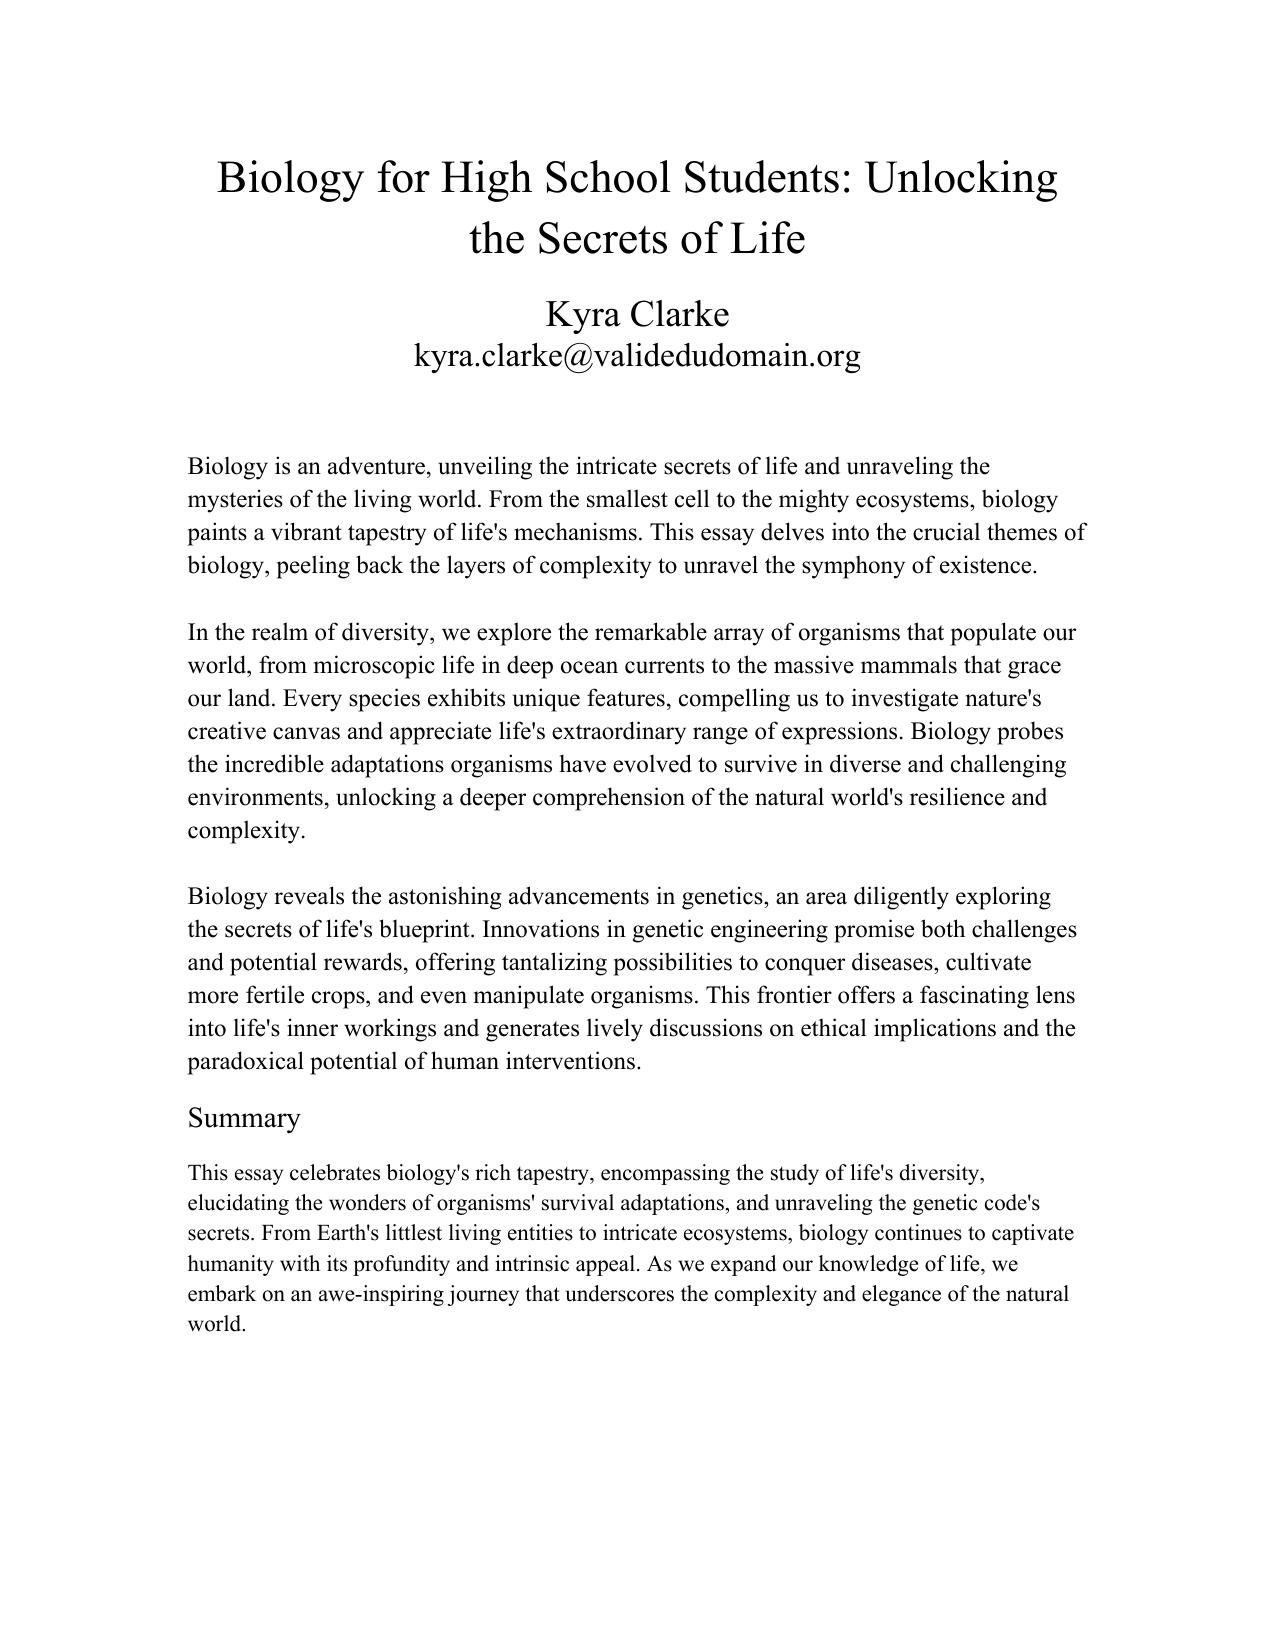 Biology for High School Students: Unlocking
the Secrets of Life
Kyra Clarke
kyra.clarke@validedudomain.org
Biology is an adventure, unveiling the intricate secrets of life and unraveling the
mysteries of the living world. From the smallest cell to the mighty ecosystems, biology
paints a vibrant tapestry of life's mechanisms. This essay delves into the crucial themes of
biology, peeling back the layers of complexity to unravel the symphony of existence.
In the realm of diversity, we explore the remarkable array of organisms that populate our
world, from microscopic life in deep ocean currents to the massive mammals that grace
our land. Every species exhibits unique features, compelling us to investigate nature's
creative canvas and appreciate life's extraordinary range of expressions. Biology probes
the incredible adaptations organisms have evolved to survive in diverse and challenging
environments, unlocking a deeper comprehension of the natural world's resilience and
complexity.
Biology reveals the astonishing advancements in genetics, an area diligently exploring
the secrets of life's blueprint. Innovations in genetic engineering promise both challenges
and potential rewards, offering tantalizing possibilities to conquer diseases, cultivate
more fertile crops, and even manipulate organisms. This frontier offers a fascinating lens
into life's inner workings and generates lively discussions on ethical implications and the
paradoxical potential of human interventions.
Summary
This essay celebrates biology's rich tapestry, encompassing the study of life's diversity,
elucidating the wonders of organisms' survival adaptations, and unraveling the genetic code's
secrets. From Earth's littlest living entities to intricate ecosystems, biology continues to captivate
humanity with its profundity and intrinsic appeal. As we expand our knowledge of life, we
embark on an awe-inspiring journey that underscores the complexity and elegance of the natural
world.